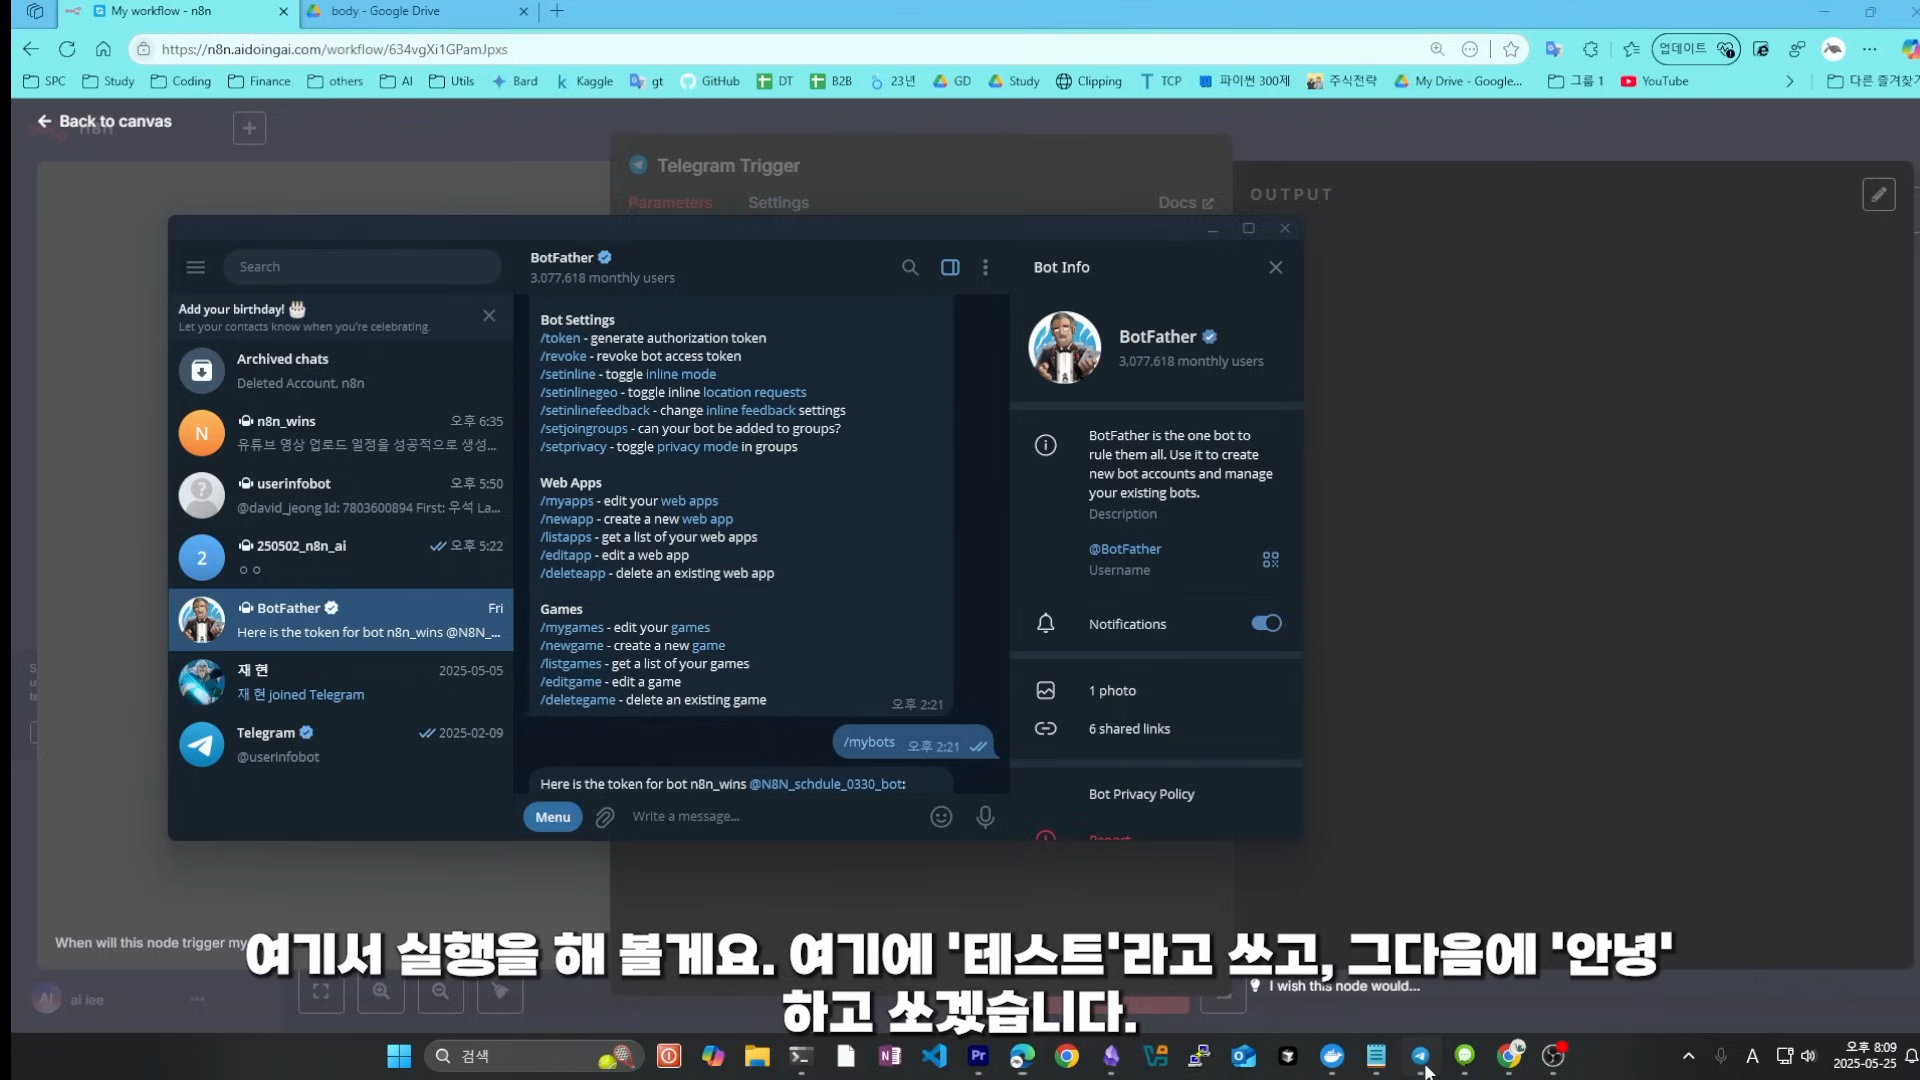 My workflow - n8n
body - Google Drive
https://n8n.aidoingai.com/workflow/634vgXi1GPamJpxs
업데이트
SPC
Study
Coding
Finance
others
AI
Utils
Bard
Kaggle
gt
GitHub
DT
B2B
23년
GD
Study
Clipping
TCP
파이썬 300제
주식전략
My Drive - Google...
그룹 1
YouTube
다른 즐겨찾기
Back to canvas
Telegram Trigger
Parameters
Settings
Docs
OUTPUT
Search
Add your birthday!
Let your contacts know when you're celebrating.
Archived chats
Deleted Account, n8n
N
n8n_wins
오후 6:35
유튜브 영상 업로드 일정을 성공적으로 생성...
userinfobot
오후 5:50
@david_jeong Id: 7803600894 First: 우석 La...
2
250502_n8n_ai
오후 5:22
ㅇㅇ
BotFather
Fri
Here is the token for bot n8n_wins @N8N_...
재 현
2025-05-05
재 현 joined Telegram
Telegram
2025-02-09
@userinfobot
BotFather
3,077,618 monthly users
Bot Settings
/token - generate authorization token
/revoke - revoke bot access token
/setinline - toggle inline mode
/setinlinegeo - toggle inline location requests
/setinlinefeedback - change inline feedback settings
/setjoingroups - can your bot be added to groups?
/setprivacy - toggle privacy mode in groups
Web Apps
/myapps - edit your web apps
/newapp - create a new web app
/listapps - get a list of your web apps
/editapp - edit a web app
/deleteapp - delete an existing web app
Games
/mygames - edit your games
/newgame - create a new game
/listgames - get a list of your games
/editgame - edit a game
/deletegame - delete an existing game
오후 2:21
/mybots
오후 2:21
Here is the token for bot n8n_wins @N8N_schdule_0330_bot:
Menu
Write a message...
Bot Info
BotFather
3,077,618 monthly users
BotFather is the one bot to
rule them all. Use it to create
new bot accounts and manage
your existing bots.
Description
@BotFather
Username
Notifications
1 photo
6 shared links
Bot Privacy Policy
Report
When will this node trigger my
여기서 실행을 해 볼게요. 여기에 '테스트'라고 쓰고, 그다음에 '안녕'
하고 쏘겠습니다.
I wish this node would...
AI
ai lee
검색
A
오후 8:09
2025-05-25